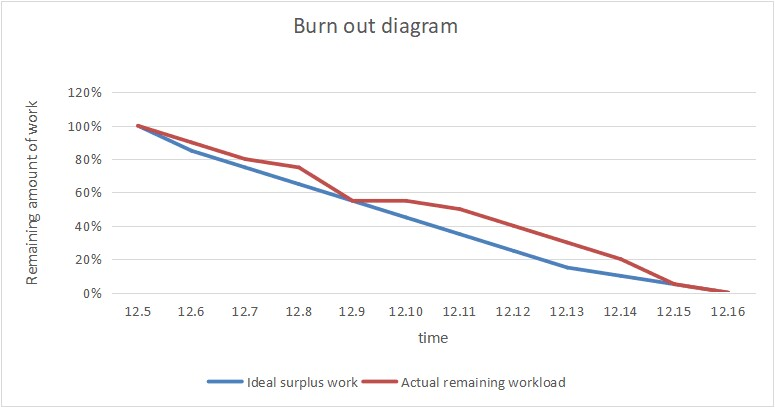 Burn out diagram
Remaining amount of work
120%
100%
80%
60%
40%
20%
0%
12.5 12.6 12.7 12.8 12.9 12.10 12.11 12.12 12.13 12.14 12.15 12.16
time
Ideal surplus work Actual remaining workload